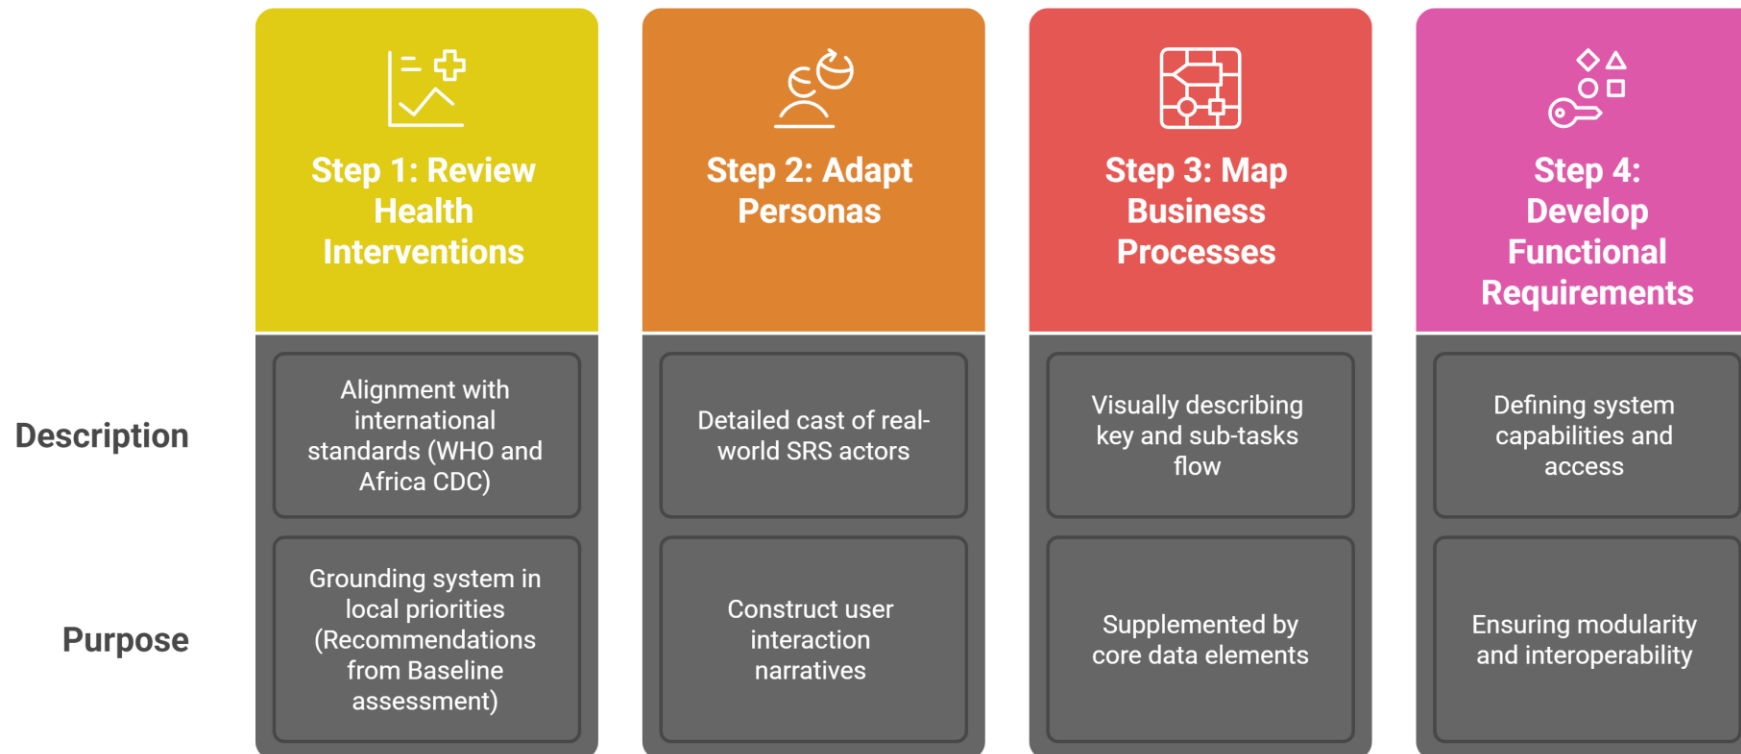 Step 1: Review
Health
Interventions
Step 2: Adapt
Personas
Step 3: Map
Business
Processes
Step 4:
Develop
Functional
Requirements
Description
Alignment with
international
standards (WHO and
Africa CDC)
Detailed cast of real-
world SRS actors
Visually describing
key and sub-tasks
flow
Defining system
capabilities and
access
Purpose
Grounding system in
local priorities
(Recommendations
from Baseline
assessment)
Construct user
interaction
narratives
Supplemented by
core data elements
Ensuring modularity
and interoperability